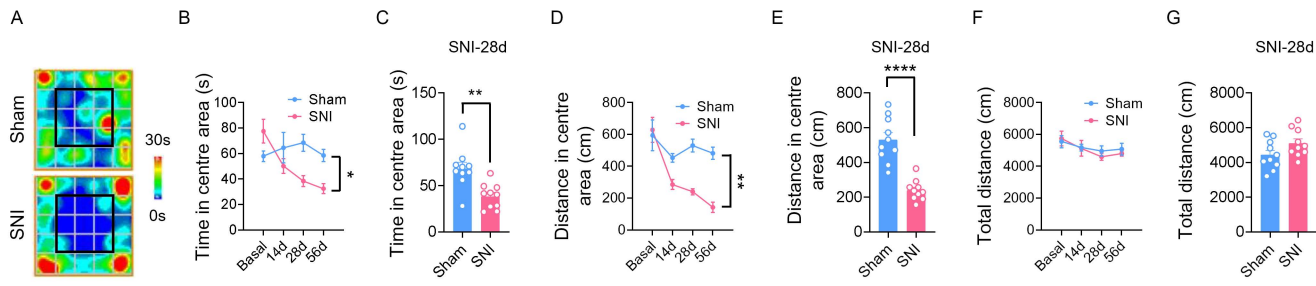 A
Sham
SNI
30s
0s
B
Time in centre area (s)
100
80
60
40
20
0
Sham
SNI
*
Basal
14d
28d
56d
C
SNI-28d
Time in centre area (s)
150
100
50
0
**
Sham
SNI
D
Distance in centre
area (cm)
800
600
400
200
0
Sham
SNI
**
Basal
14d
28d
56d
E
SNI-28d
Distance in centre
area (cm)
800
600
400
200
0
****
Sham
SNI
F
Total distance (cm)
8000
6000
4000
2000
0
Sham
SNI
Basal
14d
28d
56d
G
SNI-28d
Total distance (cm)
8000
6000
4000
2000
0
Sham
SNI